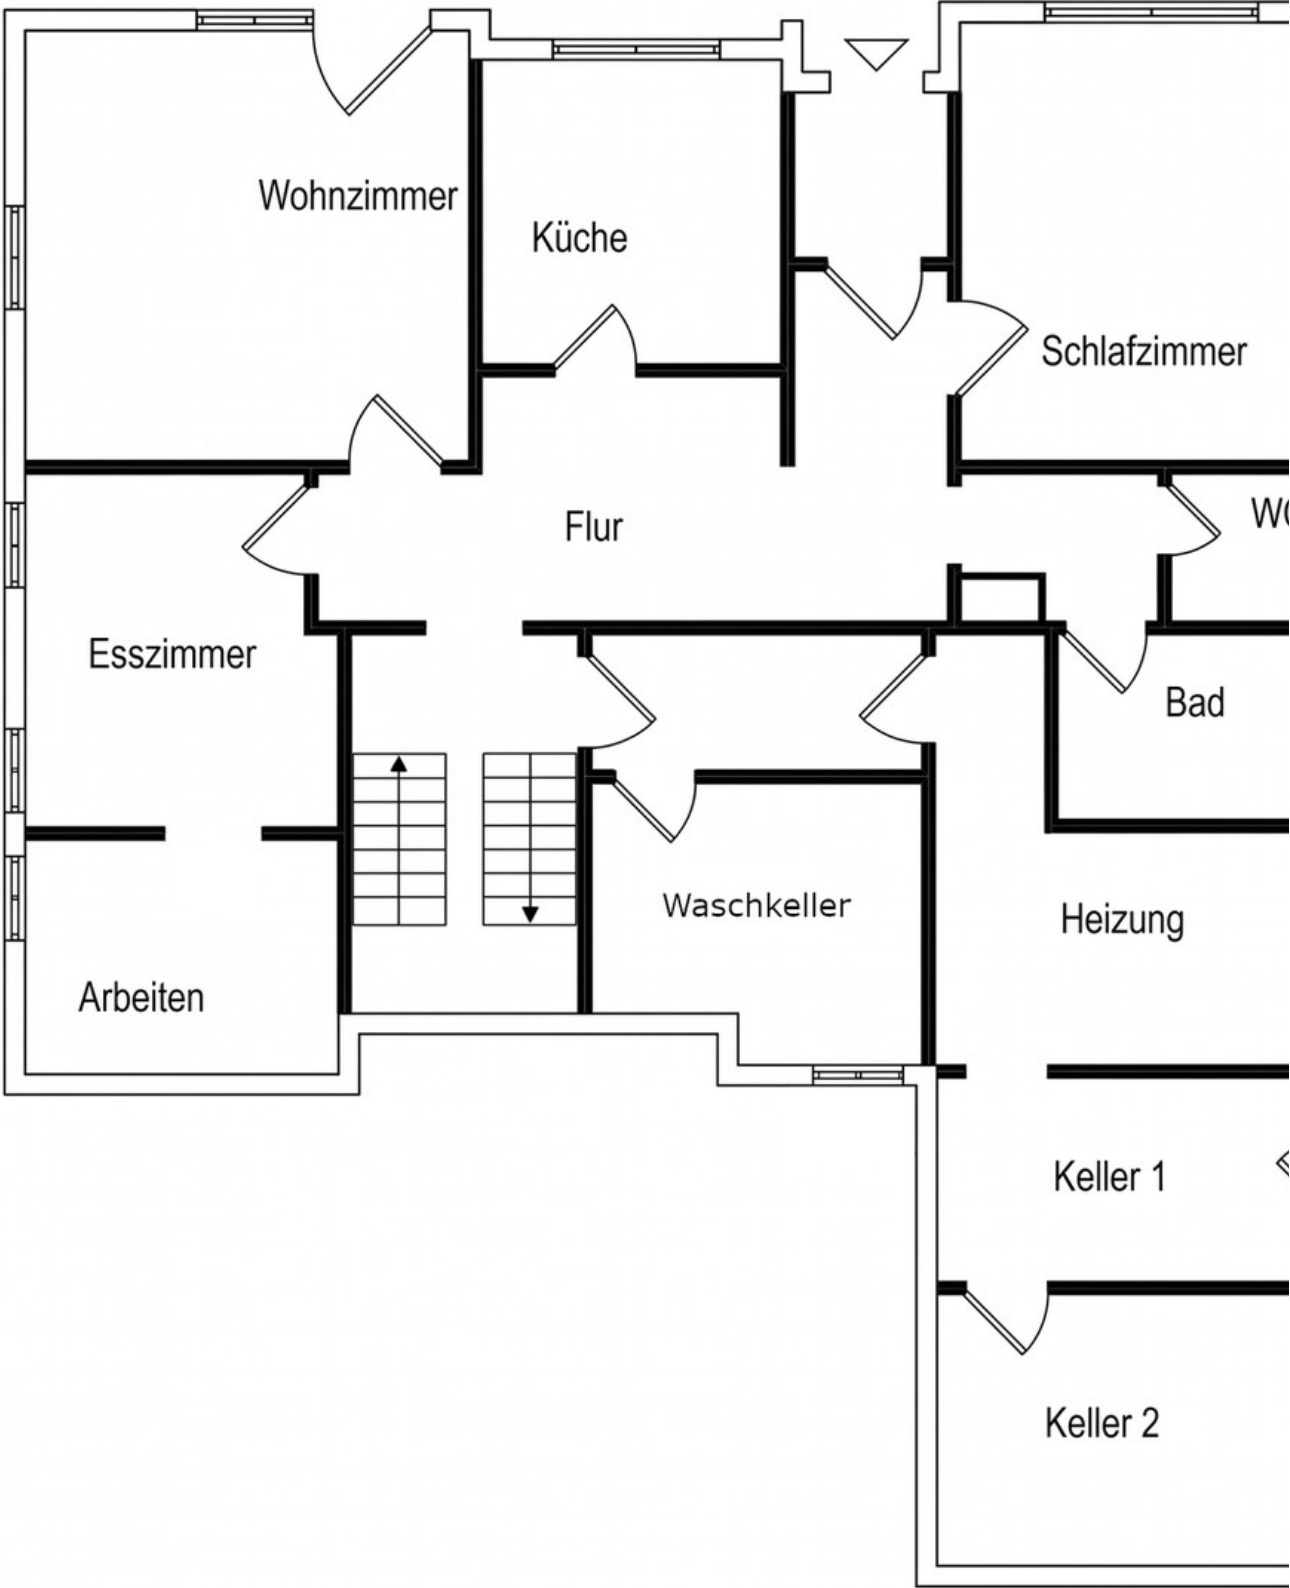 Wohnzimmer
Küche
Schlafzimmer
Flur
Esszimmer
Bad
Waschkeller
Heizung
Arbeiten
Keller 1
Keller 2